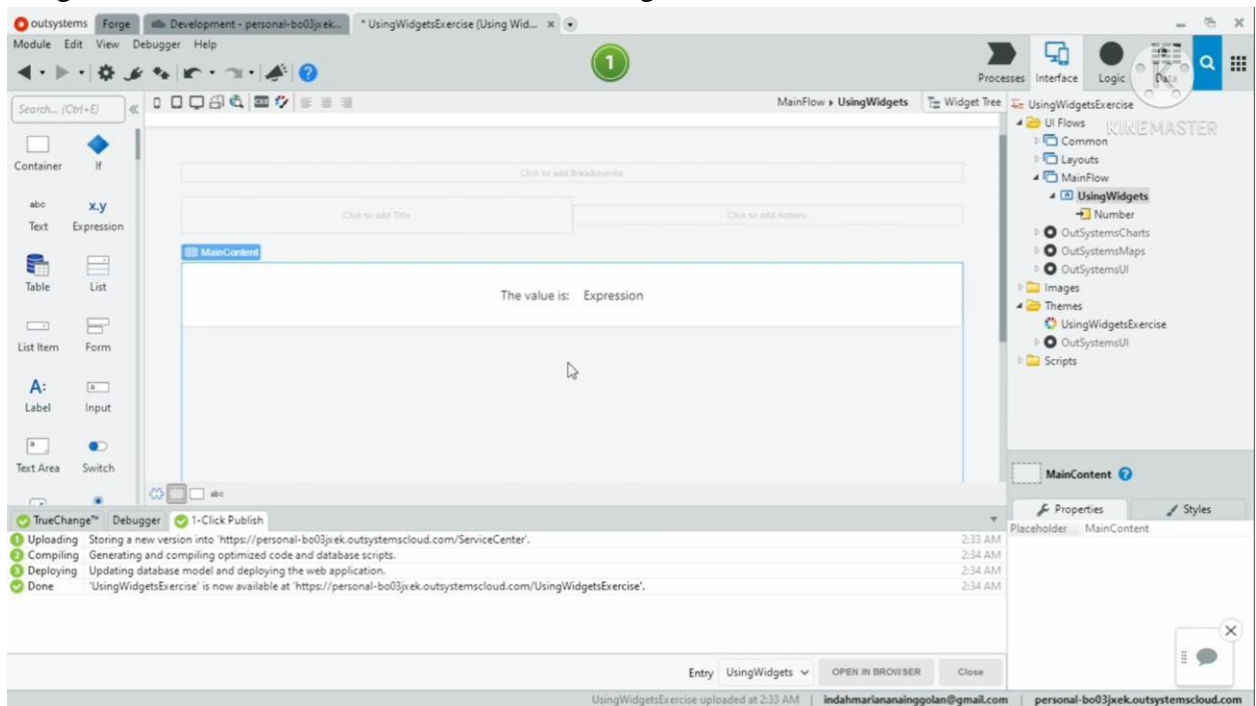 outsystems Forge Development - personal-bo03jxek... * UsingWidgetsExercise (Using Wid...
Module Edit View Debugger Help
1
Processes Interface Logic Data
Search... (Ctrl+E)
MainFlow UsingWidgets Widget Tree
UsingWidgetsExercise
UI Flows
KINEMASTER
Common
Layouts
MainFlow
UsingWidgets
Number
OutSystemsCharts
OutSystemsMaps
OutSystemsUI
Images
Themes
UsingWidgetsExercise
OutSystemsUI
Scripts
Container If
abc x.y
Text Expression
Table List
List Item Form
A:
Label Input
Text Area Switch
Click to add Breadcrumbs
Click to add Title Click to add Actions
MainContent
The value is: Expression
abc
MainContent
Properties Styles
Placeholder MainContent
TrueChange™ Debugger 1-Click Publish
1 Uploading Storing a new version into 'https://personal-bo03jxek.outsystemscloud.com/ServiceCenter'. 2:33 AM
2 Compiling Generating and compiling optimized code and database scripts. 2:34 AM
3 Deploying Updating database model and deploying the web application. 2:34 AM
Done 'UsingWidgetsExercise' is now available at 'https://personal-bo03jxek.outsystemscloud.com/UsingWidgetsExercise'. 2:34 AM
Entry UsingWidgets OPEN IN BROWSER Close
UsingWidgetsExercise uploaded at 2:33 AM indahmariananainggolan@gmail.com personal-bo03jxek.outsystemscloud.com